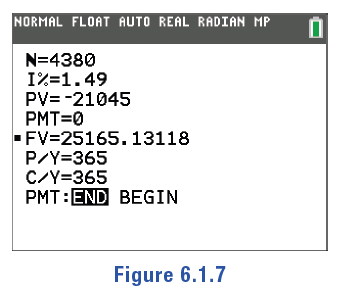 NORMAL FLOAT AUTO REAL RADIAN MP
N=4380
I%=1.49
PV=-21045
PMT=0
FV=25165.13118
P/Y=365
C/Y=365
PMT:END BEGIN
Figure 6.1.7